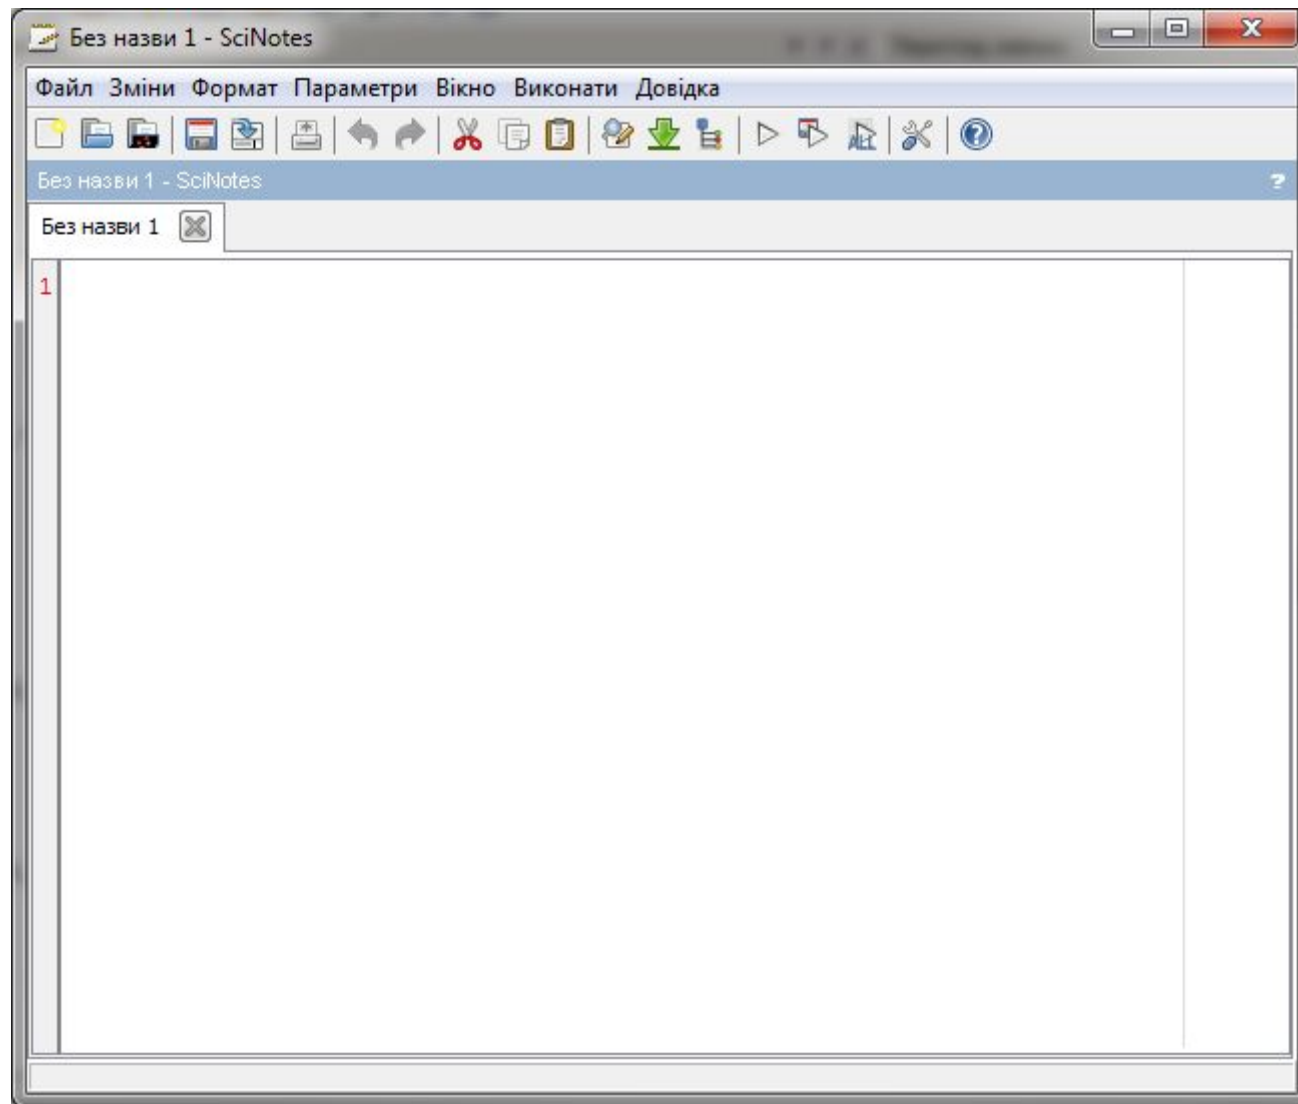 Без назви 1 - SciNotes
Файл Зміни Формат Параметри Вікно Виконати Довідка
Без назви 1 - SciNotes ?
Без назви 1
1